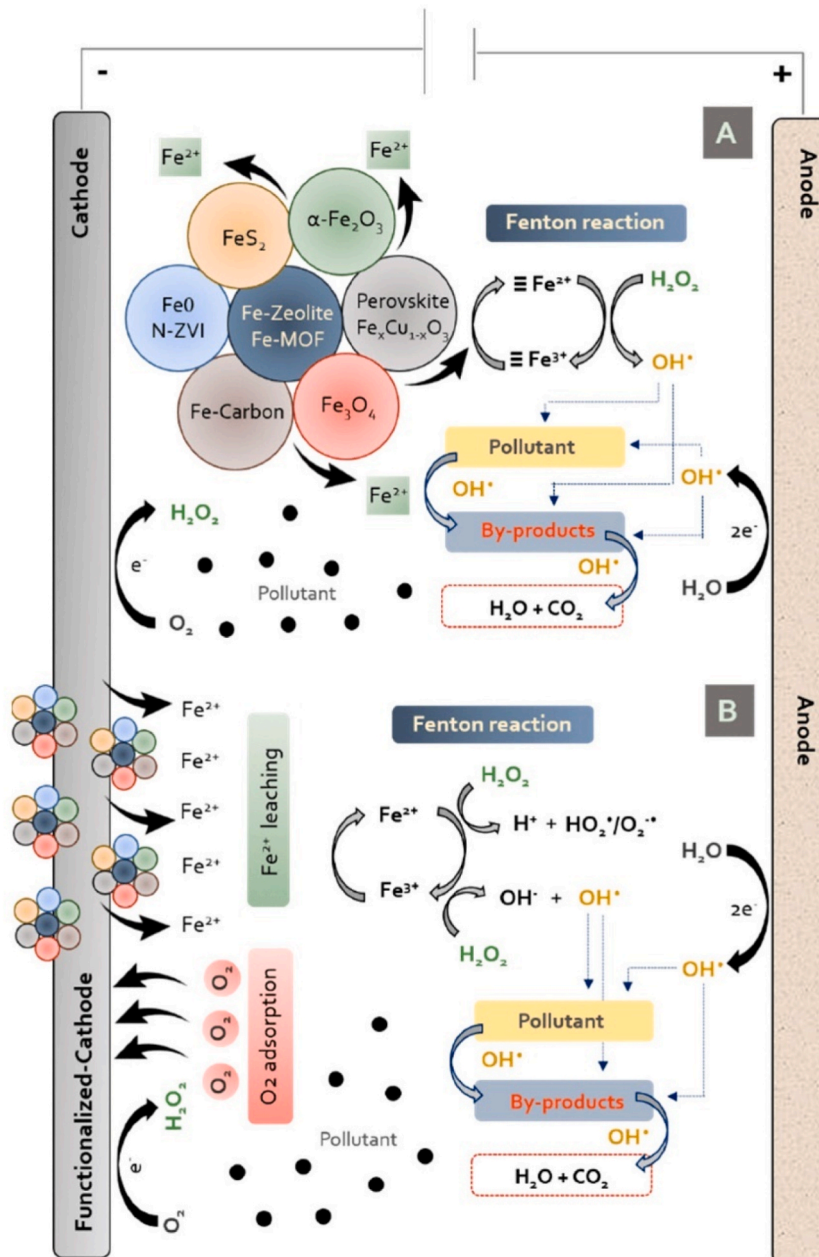 -
+
Cathode
Anode
A
Fe²⁺
Fe²⁺
FeS₂
α-Fe₂O₃
Fe0
N-ZVI
Fe-Zeolite
Fe-MOF
Perovskite
FeₓCu₁₋ₓO₃
Fe-Carbon
Fe₃O₄
Fe²⁺
Fenton reaction
≡ Fe²⁺
H₂O₂
≡ Fe³⁺
OH•
Pollutant
OH•
OH•
By-products
OH•
2e⁻
H₂O
H₂O + CO₂
H₂O₂
e⁻
O₂
Pollutant
B
Anode
Functionalized-Cathode
Fe²⁺
Fe²⁺
Fe²⁺
Fe²⁺
Fe²⁺
Fe²⁺ leaching
O₂
O₂
O₂
O2 adsorption
H₂O₂
e⁻
O₂
Pollutant
Fenton reaction
H₂O₂
Fe²⁺
H⁺ + HO₂•/O₂⁻•
Fe³⁺
OH⁻ + OH•
H₂O₂
H₂O
2e⁻
OH•
Pollutant
OH•
By-products
OH•
H₂O + CO₂